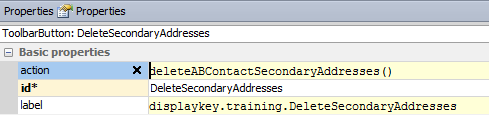 Properties Properties
ToolbarButton: DeleteSecondaryAddresses
Basic properties
action deleteABContactSecondaryAddresses()
id* DeleteSecondaryAddresses
label displaykey.training.DeleteSecondaryAddresses